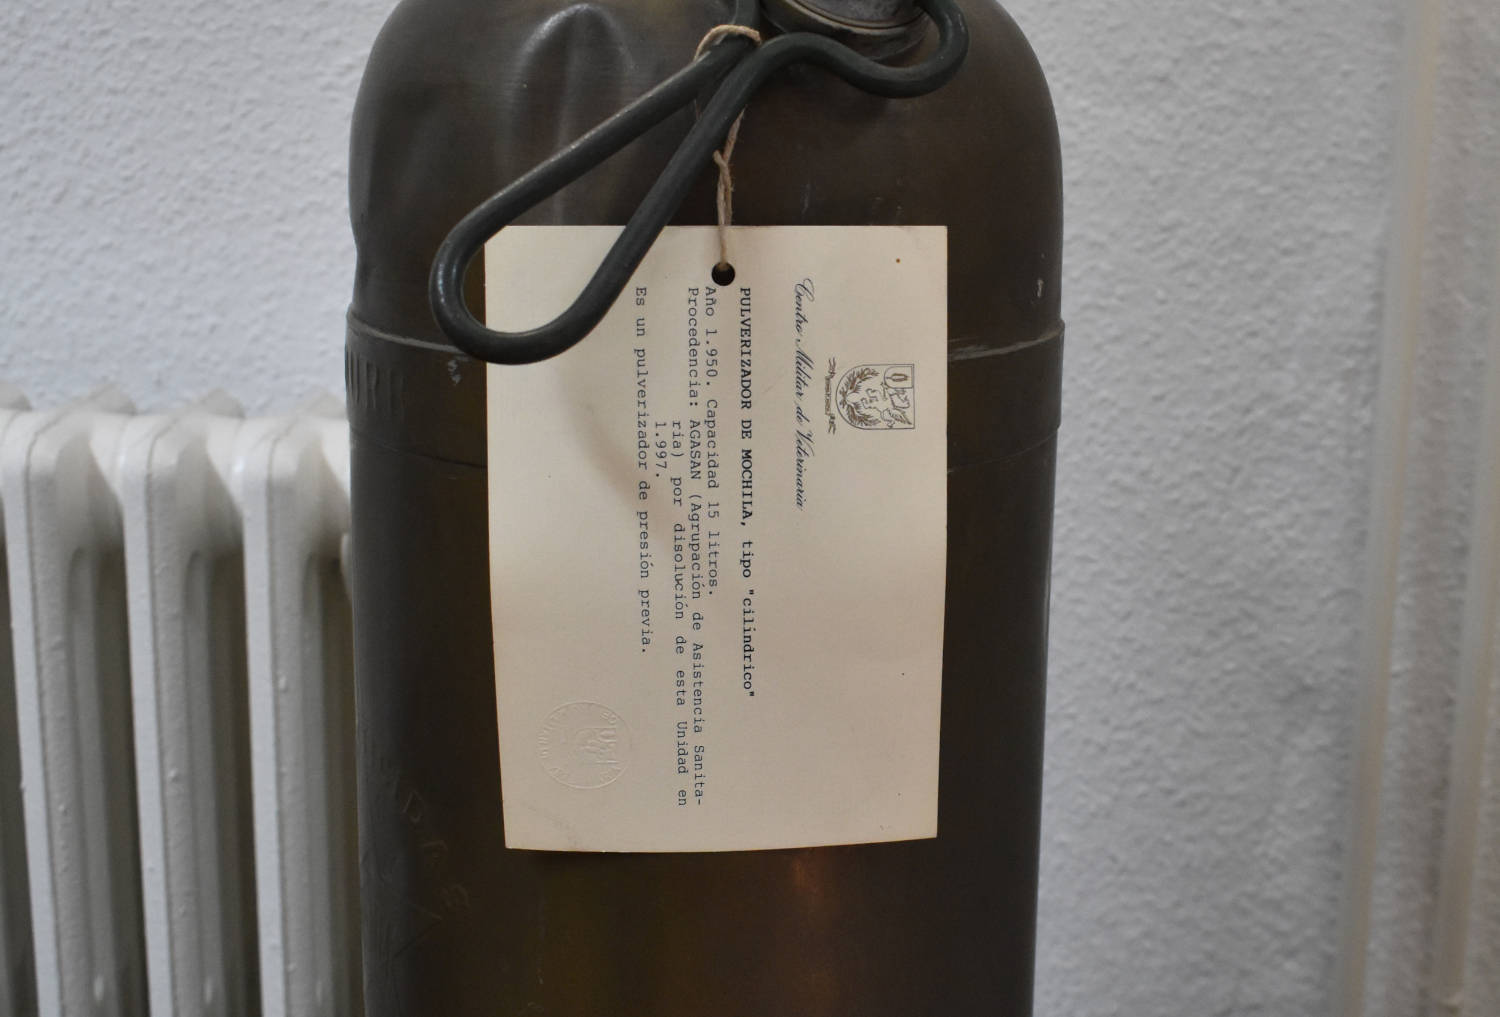 Centro Militar de Veterinaria
PULVERIZADOR DE MOCHILA, tipo "cilindrico"
Año 1.950. Capacidad 15 litros.
Procedencia: AGASAN (Agrupación de Asistencia Sanita-
ria) por disolución de esta Unidad en
1.997.
Es un pulverizador de presión previa.